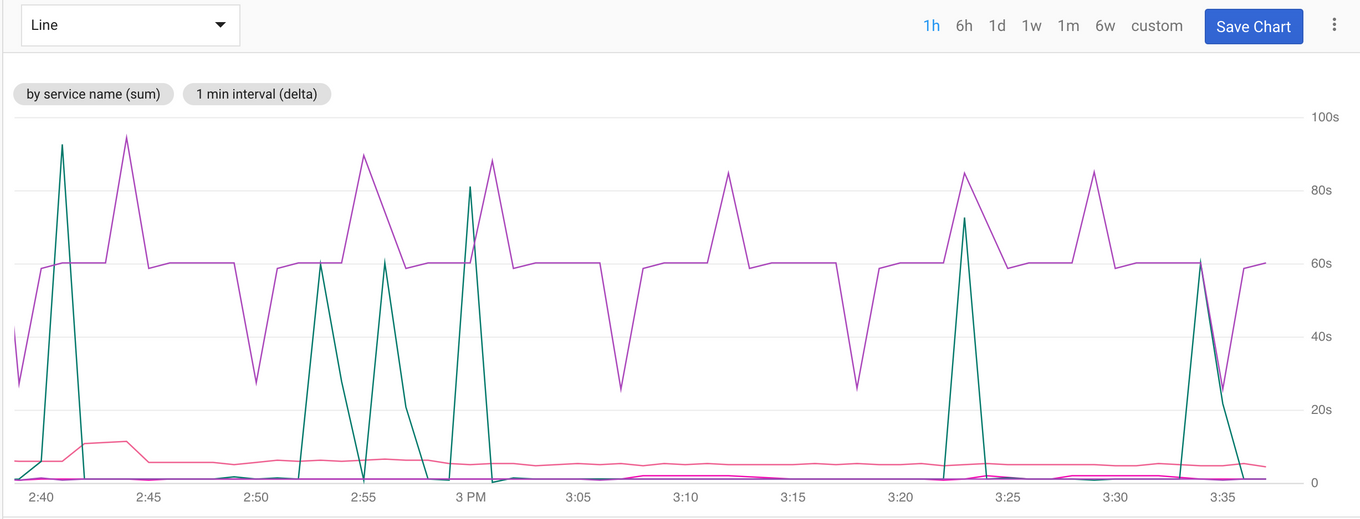 Line 1h 6h 1d 1w 1m 6w custom Save Chart
by service name (sum) 1 min interval (delta)
100s
80s
60s
40s
20s
0
2:40 2:45 2:50 2:55 3 PM 3:05 3:10 3:15 3:20 3:25 3:30 3:35